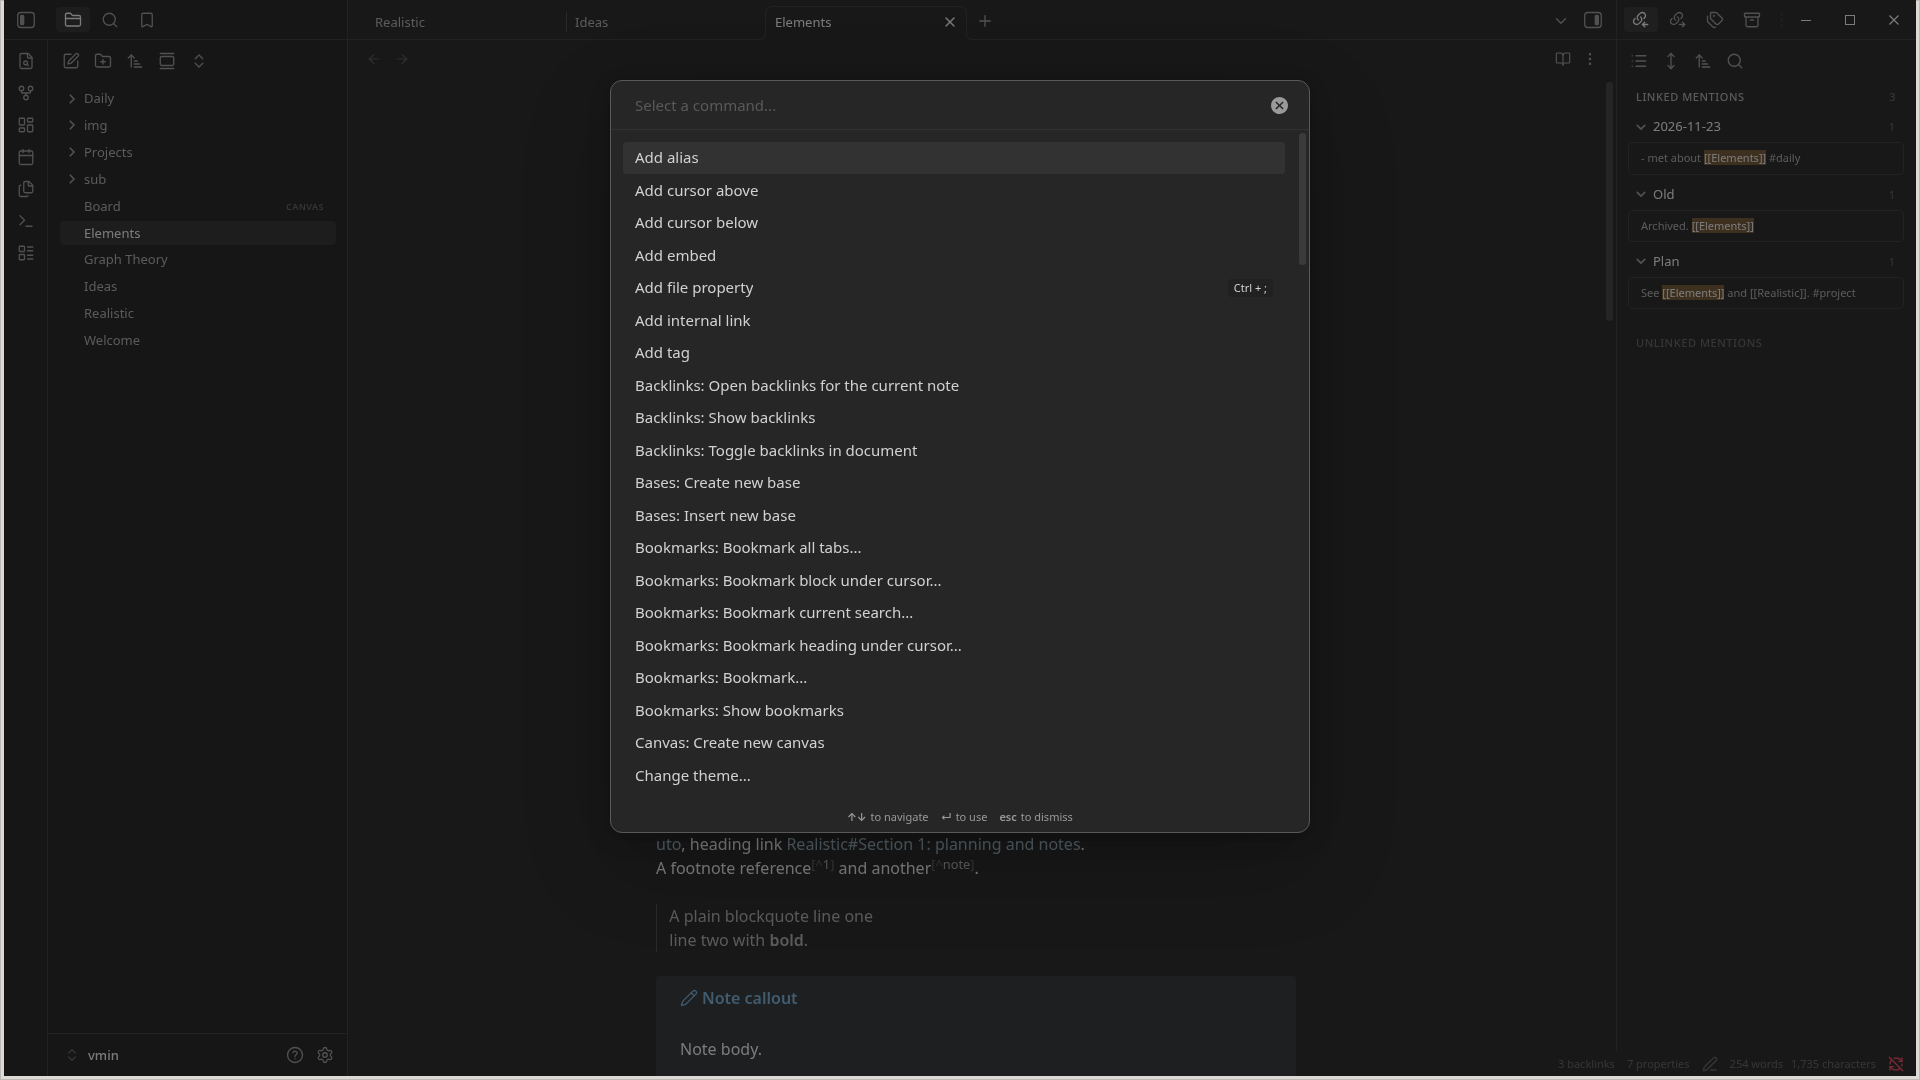 Realistic
Ideas
Elements
Daily
img
Projects
sub
Board
CANVAS
Elements
Graph Theory
Ideas
Realistic
Welcome
vmin
Select a command...
Add alias
Add cursor above
Add cursor below
Add embed
Add file property
Ctrl + ;
Add internal link
Add tag
Backlinks: Open backlinks for the current note
Backlinks: Show backlinks
Backlinks: Toggle backlinks in document
Bases: Create new base
Bases: Insert new base
Bookmarks: Bookmark all tabs...
Bookmarks: Bookmark block under cursor...
Bookmarks: Bookmark current search...
Bookmarks: Bookmark heading under cursor...
Bookmarks: Bookmark...
Bookmarks: Show bookmarks
Canvas: Create new canvas
Change theme...
↑↓ to navigate ↵ to use esc to dismiss
uto, heading link Realistic#Section 1: planning and notes.
A footnote reference[^1] and another[^note].
A plain blockquote line one
line two with bold.
Note callout
Note body.
LINKED MENTIONS 3
2026-11-23 1
- met about [[Elements]] #daily
Old 1
Archived. [[Elements]]
Plan 1
See [[Elements]] and [[Realistic]]. #project
UNLINKED MENTIONS
3 backlinks 7 properties 254 words 1,735 characters